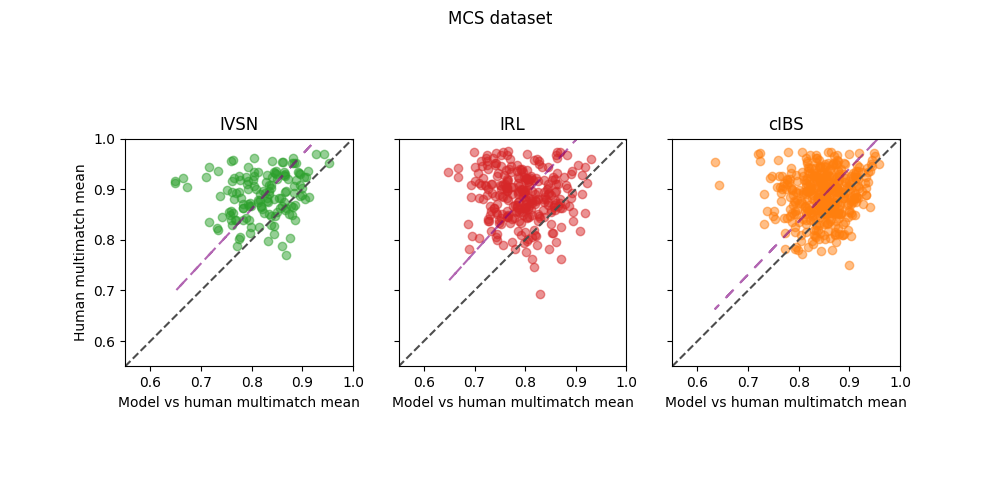 MCS dataset
IVSN
IRL
cIBS
Human multimatch mean
1.0
0.9
0.8
0.7
0.6
0.6 0.7 0.8 0.9 1.0
0.6 0.7 0.8 0.9 1.0
0.6 0.7 0.8 0.9 1.0
Model vs human multimatch mean
Model vs human multimatch mean
Model vs human multimatch mean